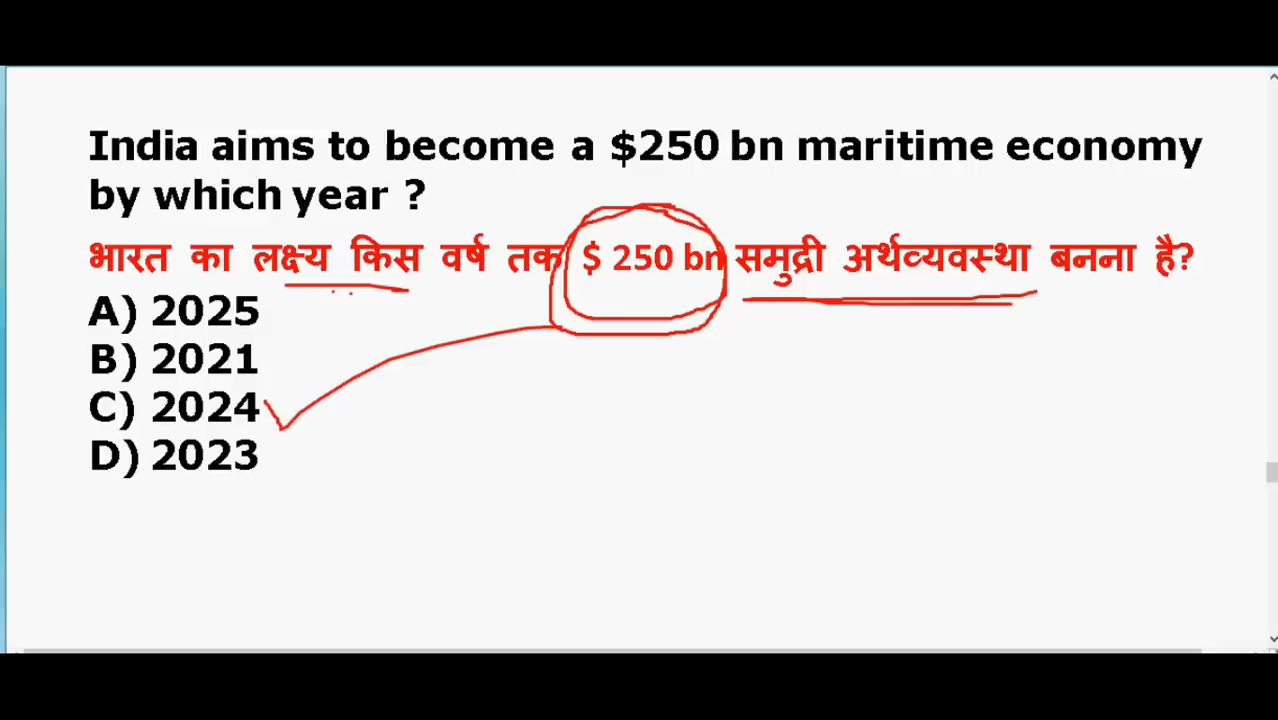 India aims to become a $250 bn maritime economy
by which year ?
भारत का लक्ष्य किस वर्ष तक $ 250 bn समुद्री अर्थव्यवस्था बनना है?
A) 2025
B) 2021
C) 2024
D) 2023